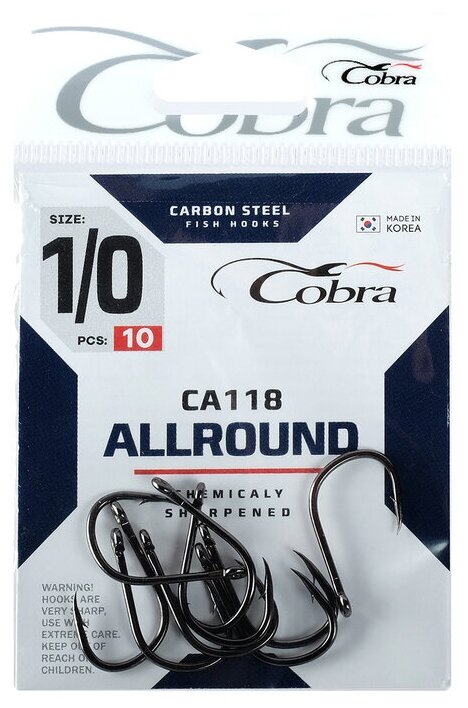 Cobra
Cobra
SIZE:
1/0
PCS: 10
CARBON STEEL
FISH HOOKS
MADE IN
KOREA
Cobra
CA118
ALLROUND
CHEMICALY
SHARPENED
WARNING!
HOOKS ARE
VERY SHARP,
USE WITH
EXTREME CARE.
KEEP OUT OF
REACH OF
CHILDREN.